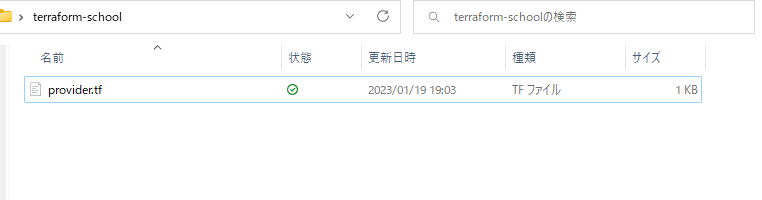 terraform-school
terraform-schoolの検索
名前 状態 更新日時 種類 サイズ
provider.tf 2023/01/19 19:03 TF ファイル 1 KB